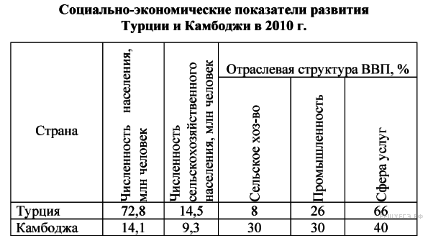 Социально-экономические показатели развития
Турции и Камбоджи в 2010 г.
Страна
Численность населения,
млн человек
Численность
сельскохозяйственного
населения, млн человек
Отраслевая структура ВВП, %
Сельское хоз-во
Промышленность
Сфера услуг
Турция 72,8 14,5 8 26 66
Камбоджа 14,1 9,3 30 30 40